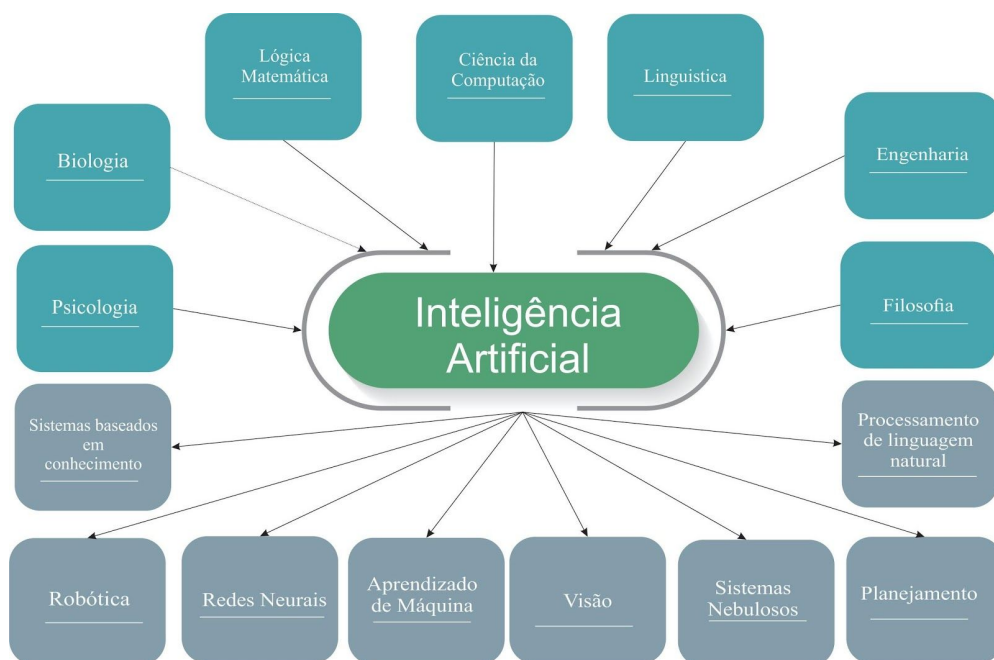 Lógica
Matemática
Ciência da
Computação
Linguistica
Biologia
Engenharia
Psicologia
Inteligência
Artificial
Filosofia
Sistemas baseados
em
conhecimento
Processamento
de linguagem
natural
Robótica
Redes Neurais
Aprendizado
de Máquina
Visão
Sistemas
Nebulosos
Planejamento